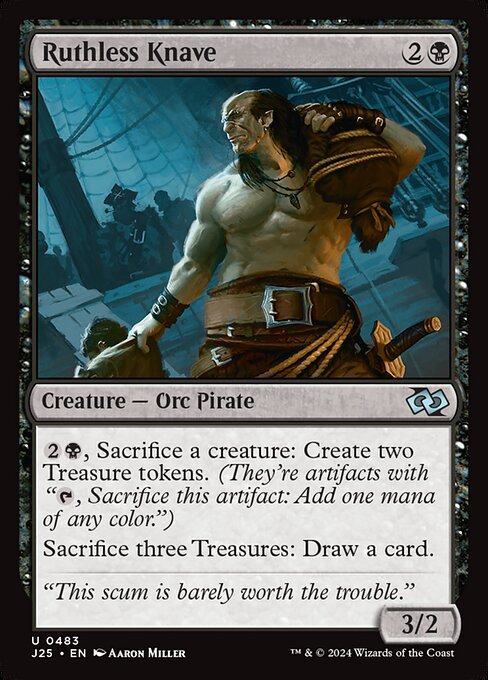 Ruthless Knave 2
Creature — Orc Pirate
2, Sacrifice a creature: Create two
Treasure tokens. (They're artifacts with
“, Sacrifice this artifact: Add one mana
of any color.”)
Sacrifice three Treasures: Draw a card.
“This scum is barely worth the trouble.”
3/2
U 0483
J25 • EN Aaron Miller
™ & © 2024 Wizards of the Coast